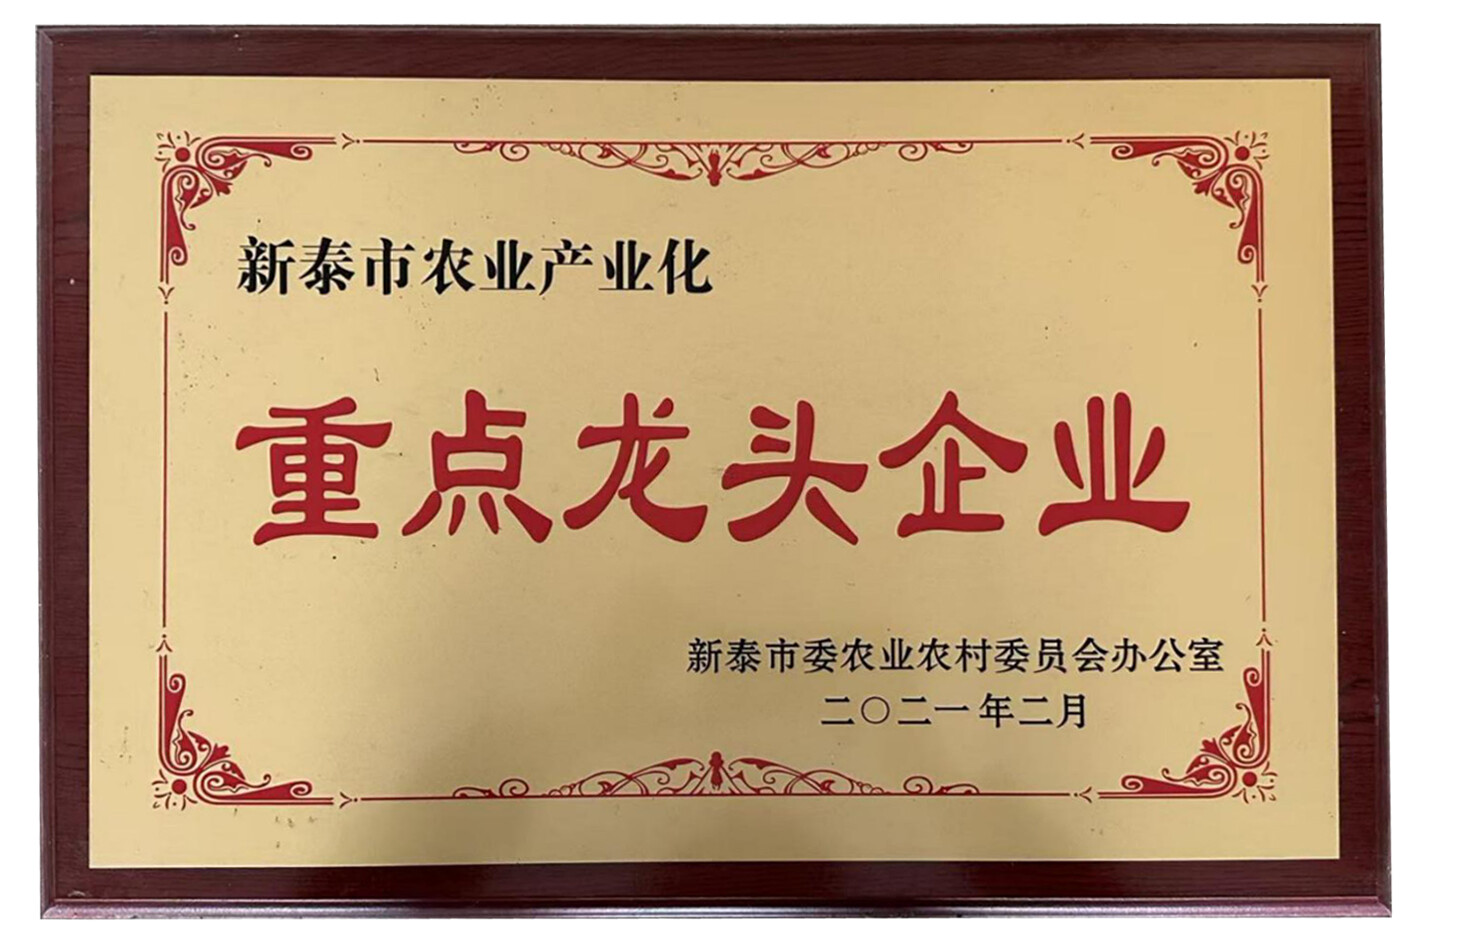 新泰市农业产业化
重点龙头企业
新泰市委农业农村委员会办公室
二〇二一年二月